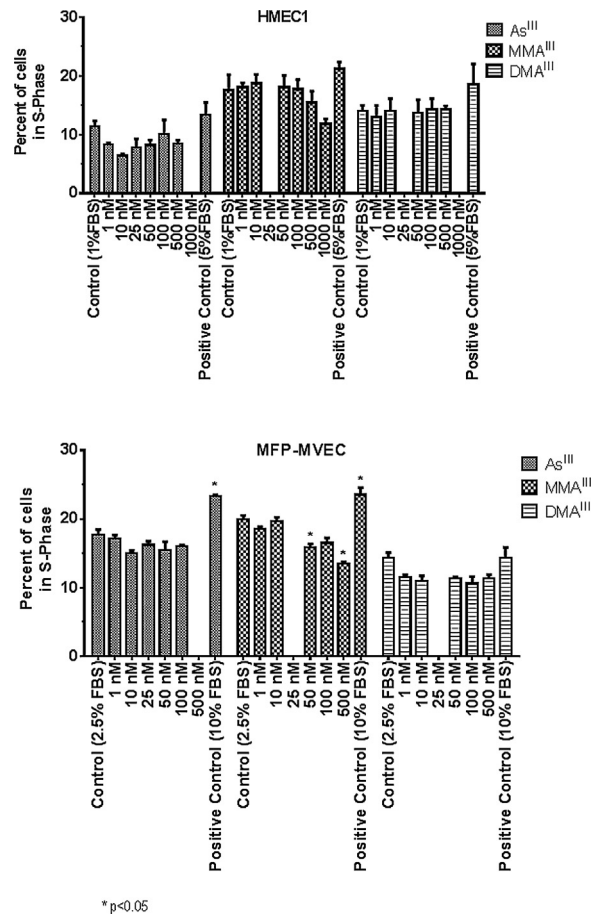 HMEC1
As^III
MMA^III
DMA^III
Percent of cells
in S-Phase
30
20
10
0
Control (1%FBS)
1 nM
10 nM
25 nM
50 nM
100 nM
500 nM
1000 nM
Positive Control (5%FBS)
Control (1%FBS)
1 nM
10 nM
25 nM
50 nM
100 nM
500 nM
1000 nM
Positive Control (5%FBS)
Control (1%FBS)
1 nM
10 nM
25 nM
50 nM
100 nM
500 nM
1000 nM
Positive Control (5%FBS)
MFP-MVEC
As^III
MMA^III
DMA^III
Percent of cells
in S-Phase
30
20
10
0
*
*
*
*
Control (2.5% FBS)
1 nM
10 nM
25 nM
50 nM
100 nM
500 nM
Positive Control (10% FBS)
Control (2.5% FBS)
1 nM
10 nM
25 nM
50 nM
100 nM
500 nM
Positive Control (10% FBS)
Control (2.5% FBS)
1 nM
10 nM
25 nM
50 nM
100 nM
500 nM
Positive Control (10% FBS)
* p<0.05